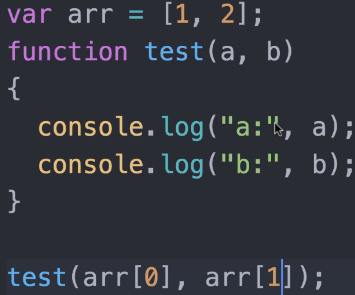 var arr = [1, 2];
function test(a, b)
{
  console.log("a:", a);
  console.log("b:", b);
}

test(arr[0], arr[1]);